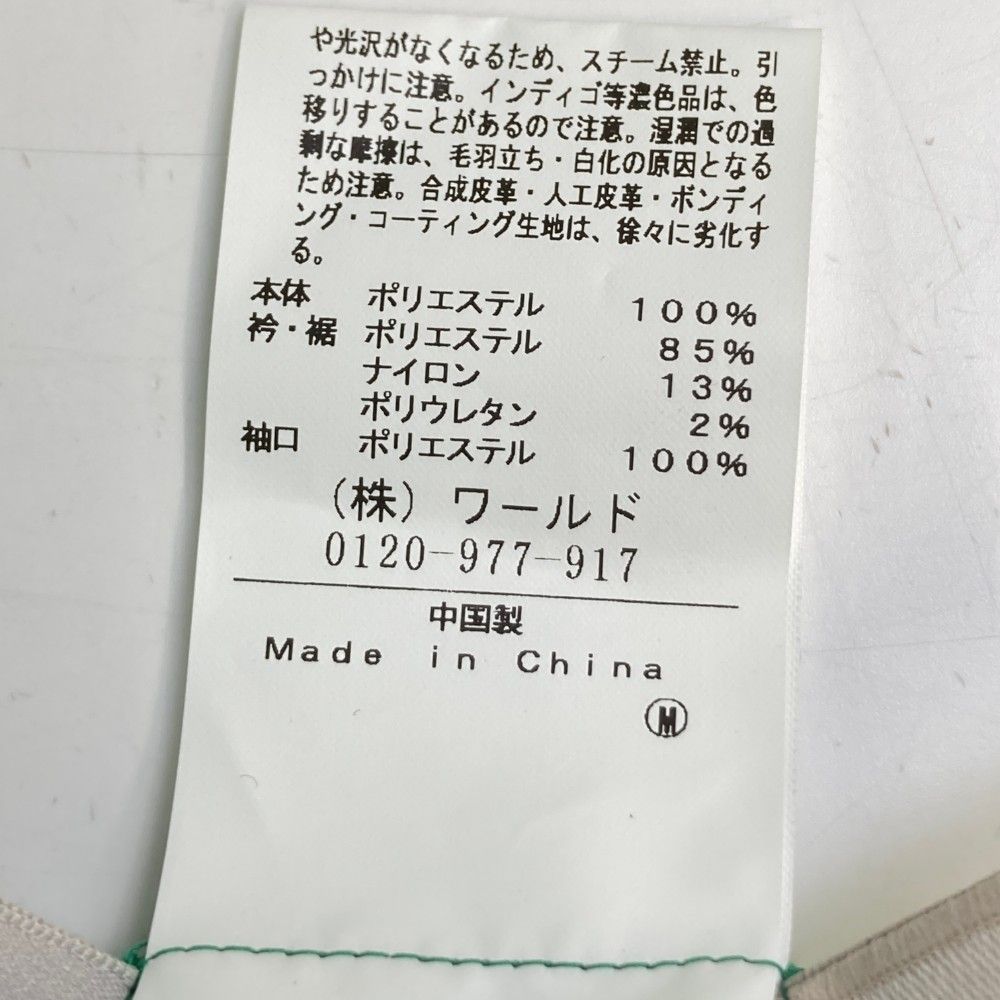 や光沢がなくなるため、スチーム禁止。引
っかけに注意。インディゴ等濃色品は、色
移りすることがあるので注意。湿潤での過
剰な摩擦は、毛羽立ち・白化の原因となる
ため注意。合成皮革・人工皮革・ボンディ
ング・コーティング生地は、徐々に劣化す
る。
本体 ポリエステル 100%
衿・裾 ポリエステル 85%
ナイロン 13%
ポリウレタン 2%
袖口 ポリエステル 100%
(株) ワールド
0120-977-917
中国製
Made in China
Ⓜ